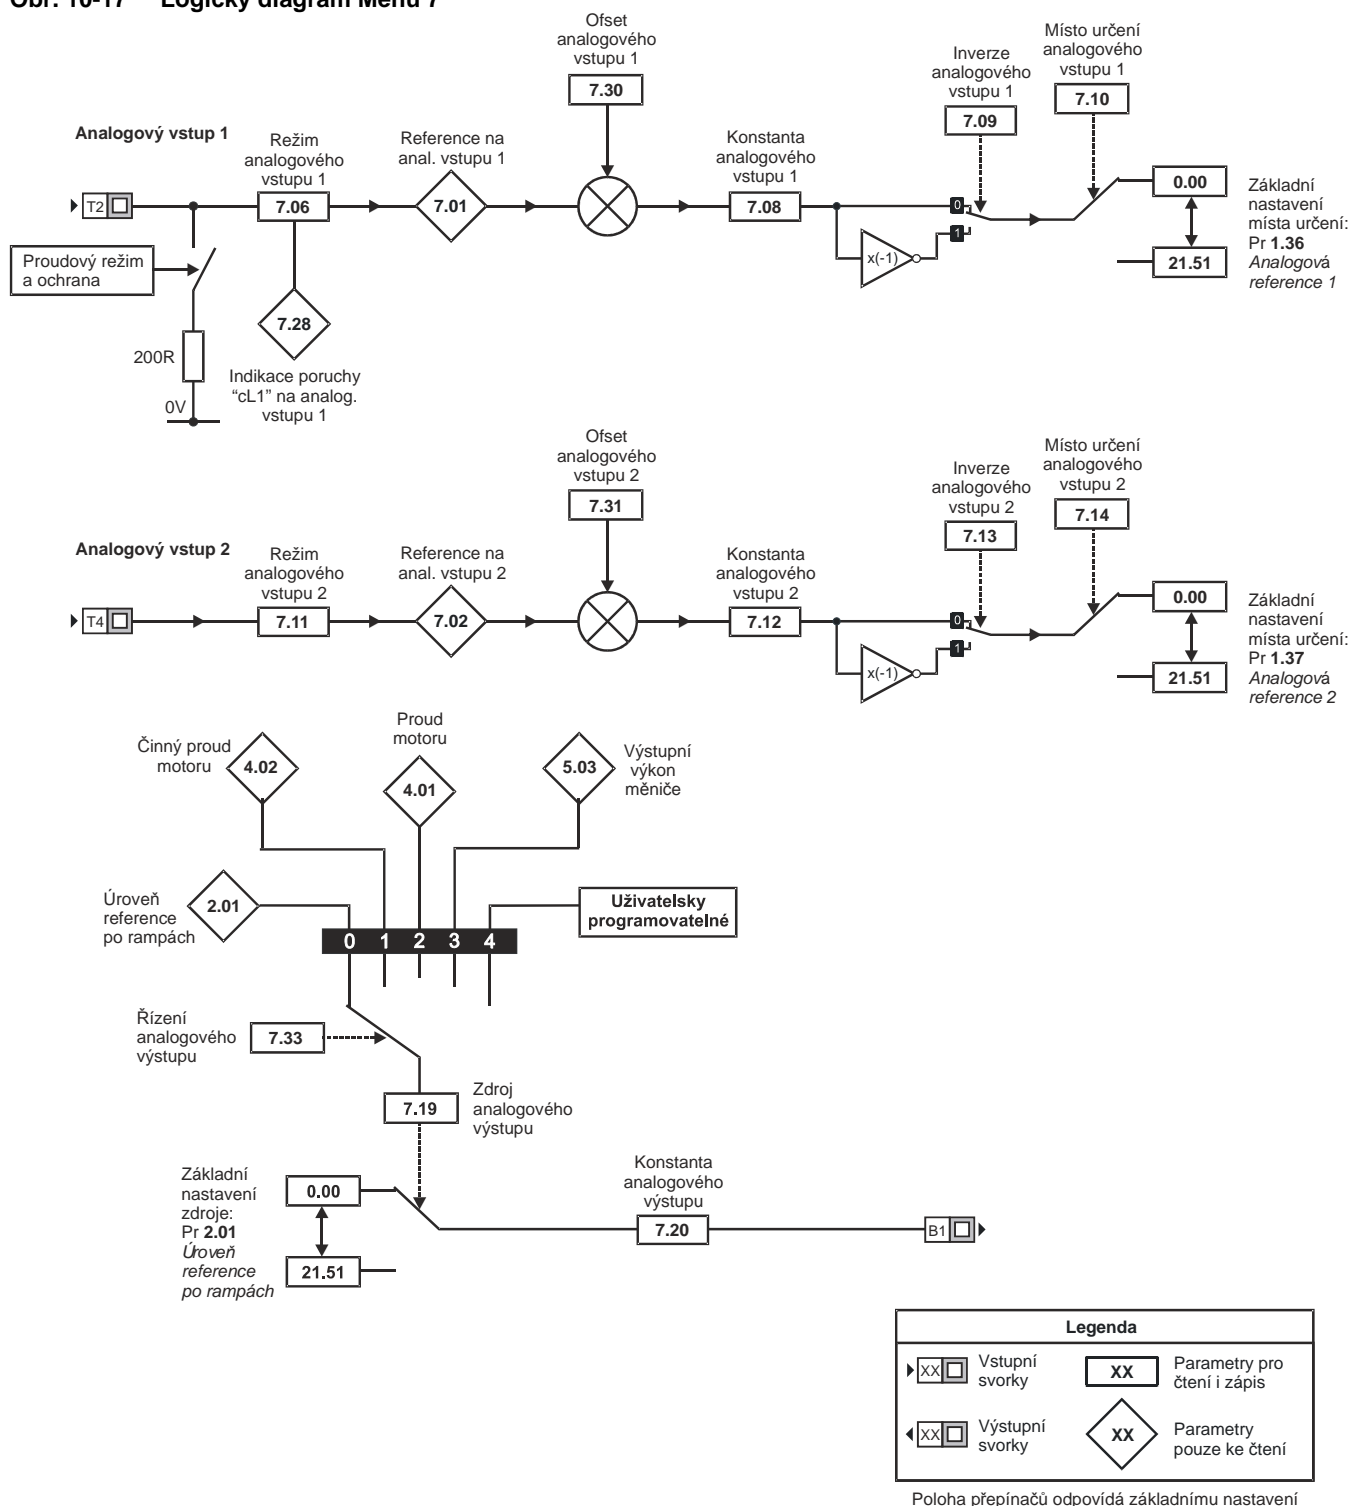 Obr. 10-17 Logický diagram Menu 7
Ofset
analogového
vstupu 1
7.30
Inverze
analogového
vstupu 1
7.09
Místo určení
analogového
vstupu 1
7.10
Analogový vstup 1
Režim
analogového
vstupu 1
Reference na
anal. vstupu 1
Konstanta
analogového
vstupu 1
T2
7.06
7.01
7.08
0
1
x(-1)
0.00
21.51
Základní
nastavení
místa určení:
Pr 1.36
Analogová
reference 1
Proudový režim
a ochrana
7.28
200R
0V
Indikace poruchy
“cL1” na analog.
vstupu 1
Ofset
analogového
vstupu 2
7.31
Inverze
analogového
vstupu 2
7.13
Místo určení
analogového
vstupu 2
7.14
Analogový vstup 2
Režim
analogového
vstupu 2
Reference na
anal. vstupu 2
Konstanta
analogového
vstupu 2
T4
7.11
7.02
7.12
0
1
x(-1)
0.00
21.51
Základní
nastavení
místa určení:
Pr 1.37
Analogová
reference 2
Činný proud
motoru
4.02
Proud
motoru
4.01
5.03
Výstupní
výkon
měniče
Úroveň
reference
po rampách
2.01
Uživatelsky
programovatelné
0 1 2 3 4
Řízení
analogového
výstupu
7.33
7.19
Zdroj
analogového
výstupu
Základní
nastavení
zdroje:
Pr 2.01
Úroveň
reference
po rampách
0.00
21.51
Konstanta
analogového
výstupu
7.20
B1
Legenda
XX Vstupní
svorky
XX Parametry pro
čtení i zápis
XX Výstupní
svorky
XX Parametry
pouze ke čtení
Poloha přepínačů odpovídá základnímu nastavení